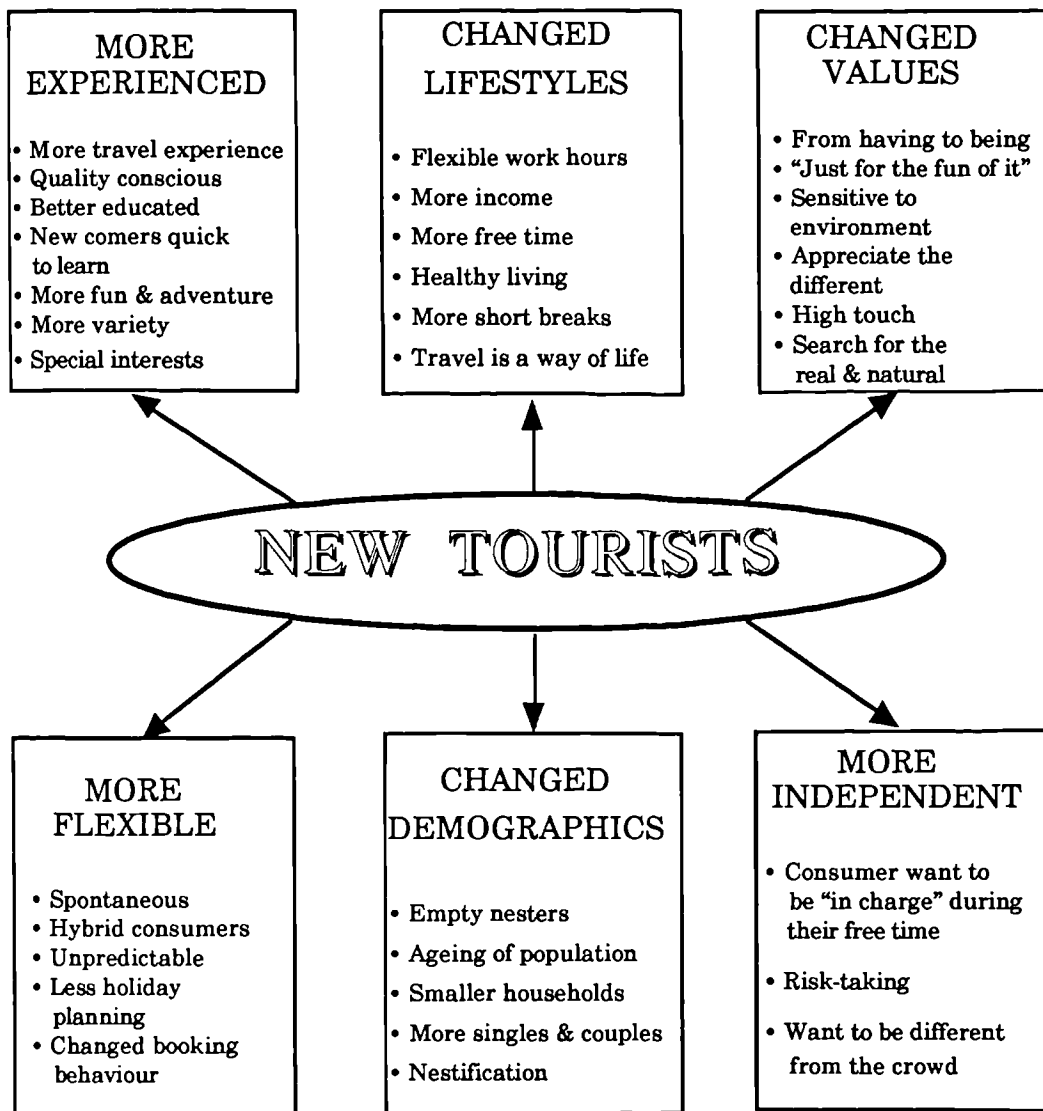 MORE
EXPERIENCED
• More travel experience
• Quality conscious
• Better educated
• New comers quick
to learn
• More fun & adventure
• More variety
• Special interests
CHANGED
LIFESTYLES
• Flexible work hours
• More income
• More free time
• Healthy living
• More short breaks
• Travel is a way of life
CHANGED
VALUES
• From having to being
• “Just for the fun of it”
• Sensitive to
environment
• Appreciate the
different
• High touch
• Search for the
real & natural
NEW TOURISTS
MORE
FLEXIBLE
• Spontaneous
• Hybrid consumers
• Unpredictable
• Less holiday
planning
• Changed booking
behaviour
CHANGED
DEMOGRAPHICS
• Empty nesters
• Ageing of population
• Smaller households
• More singles & couples
• Nestification
MORE
INDEPENDENT
• Consumer want to
be “in charge” during
their free time
• Risk-taking
• Want to be different
from the crowd